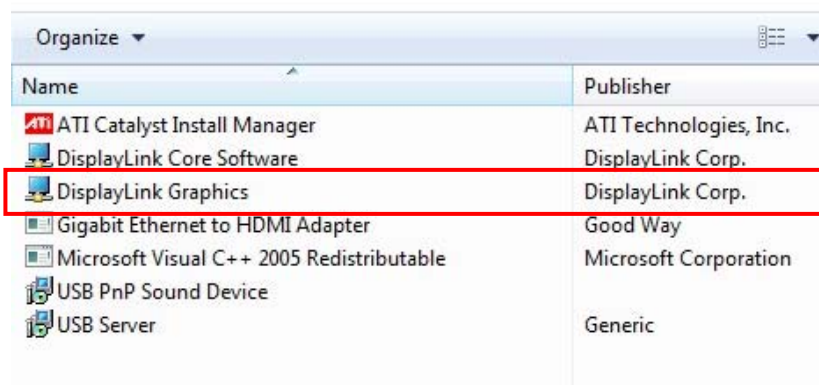 Organize
Name Publisher
ATI ATI Catalyst Install Manager ATI Technologies, Inc.
DisplayLink Core Software DisplayLink Corp.
DisplayLink Graphics DisplayLink Corp.
Gigabit Ethernet to HDMI Adapter Good Way
Microsoft Visual C++ 2005 Redistributable Microsoft Corporation
USB PnP Sound Device
USB Server Generic